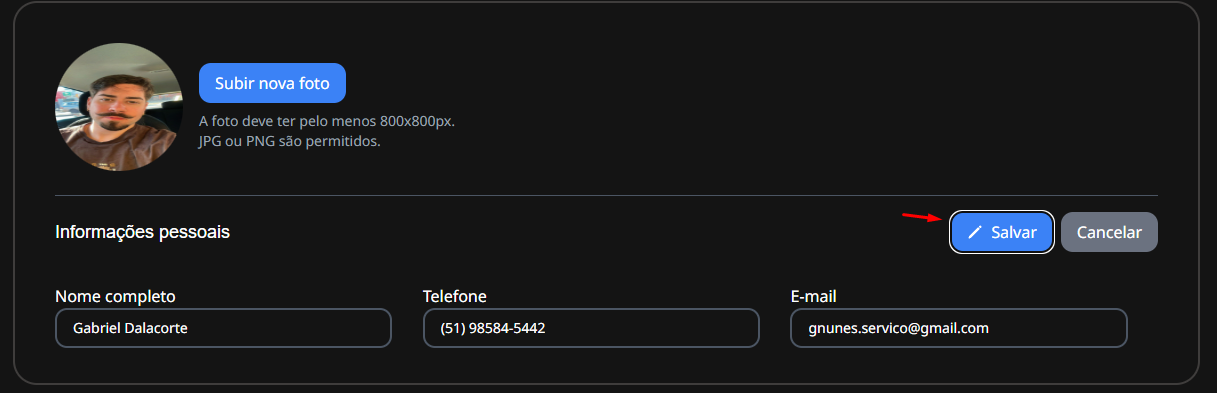 Subir nova foto
A foto deve ter pelo menos 800x800px.
JPG ou PNG são permitidos.
Informações pessoais
Salvar
Cancelar
Nome completo
Telefone
E-mail
Gabriel Dalacorte
(51) 98584-5442
gnunes.servico@gmail.com